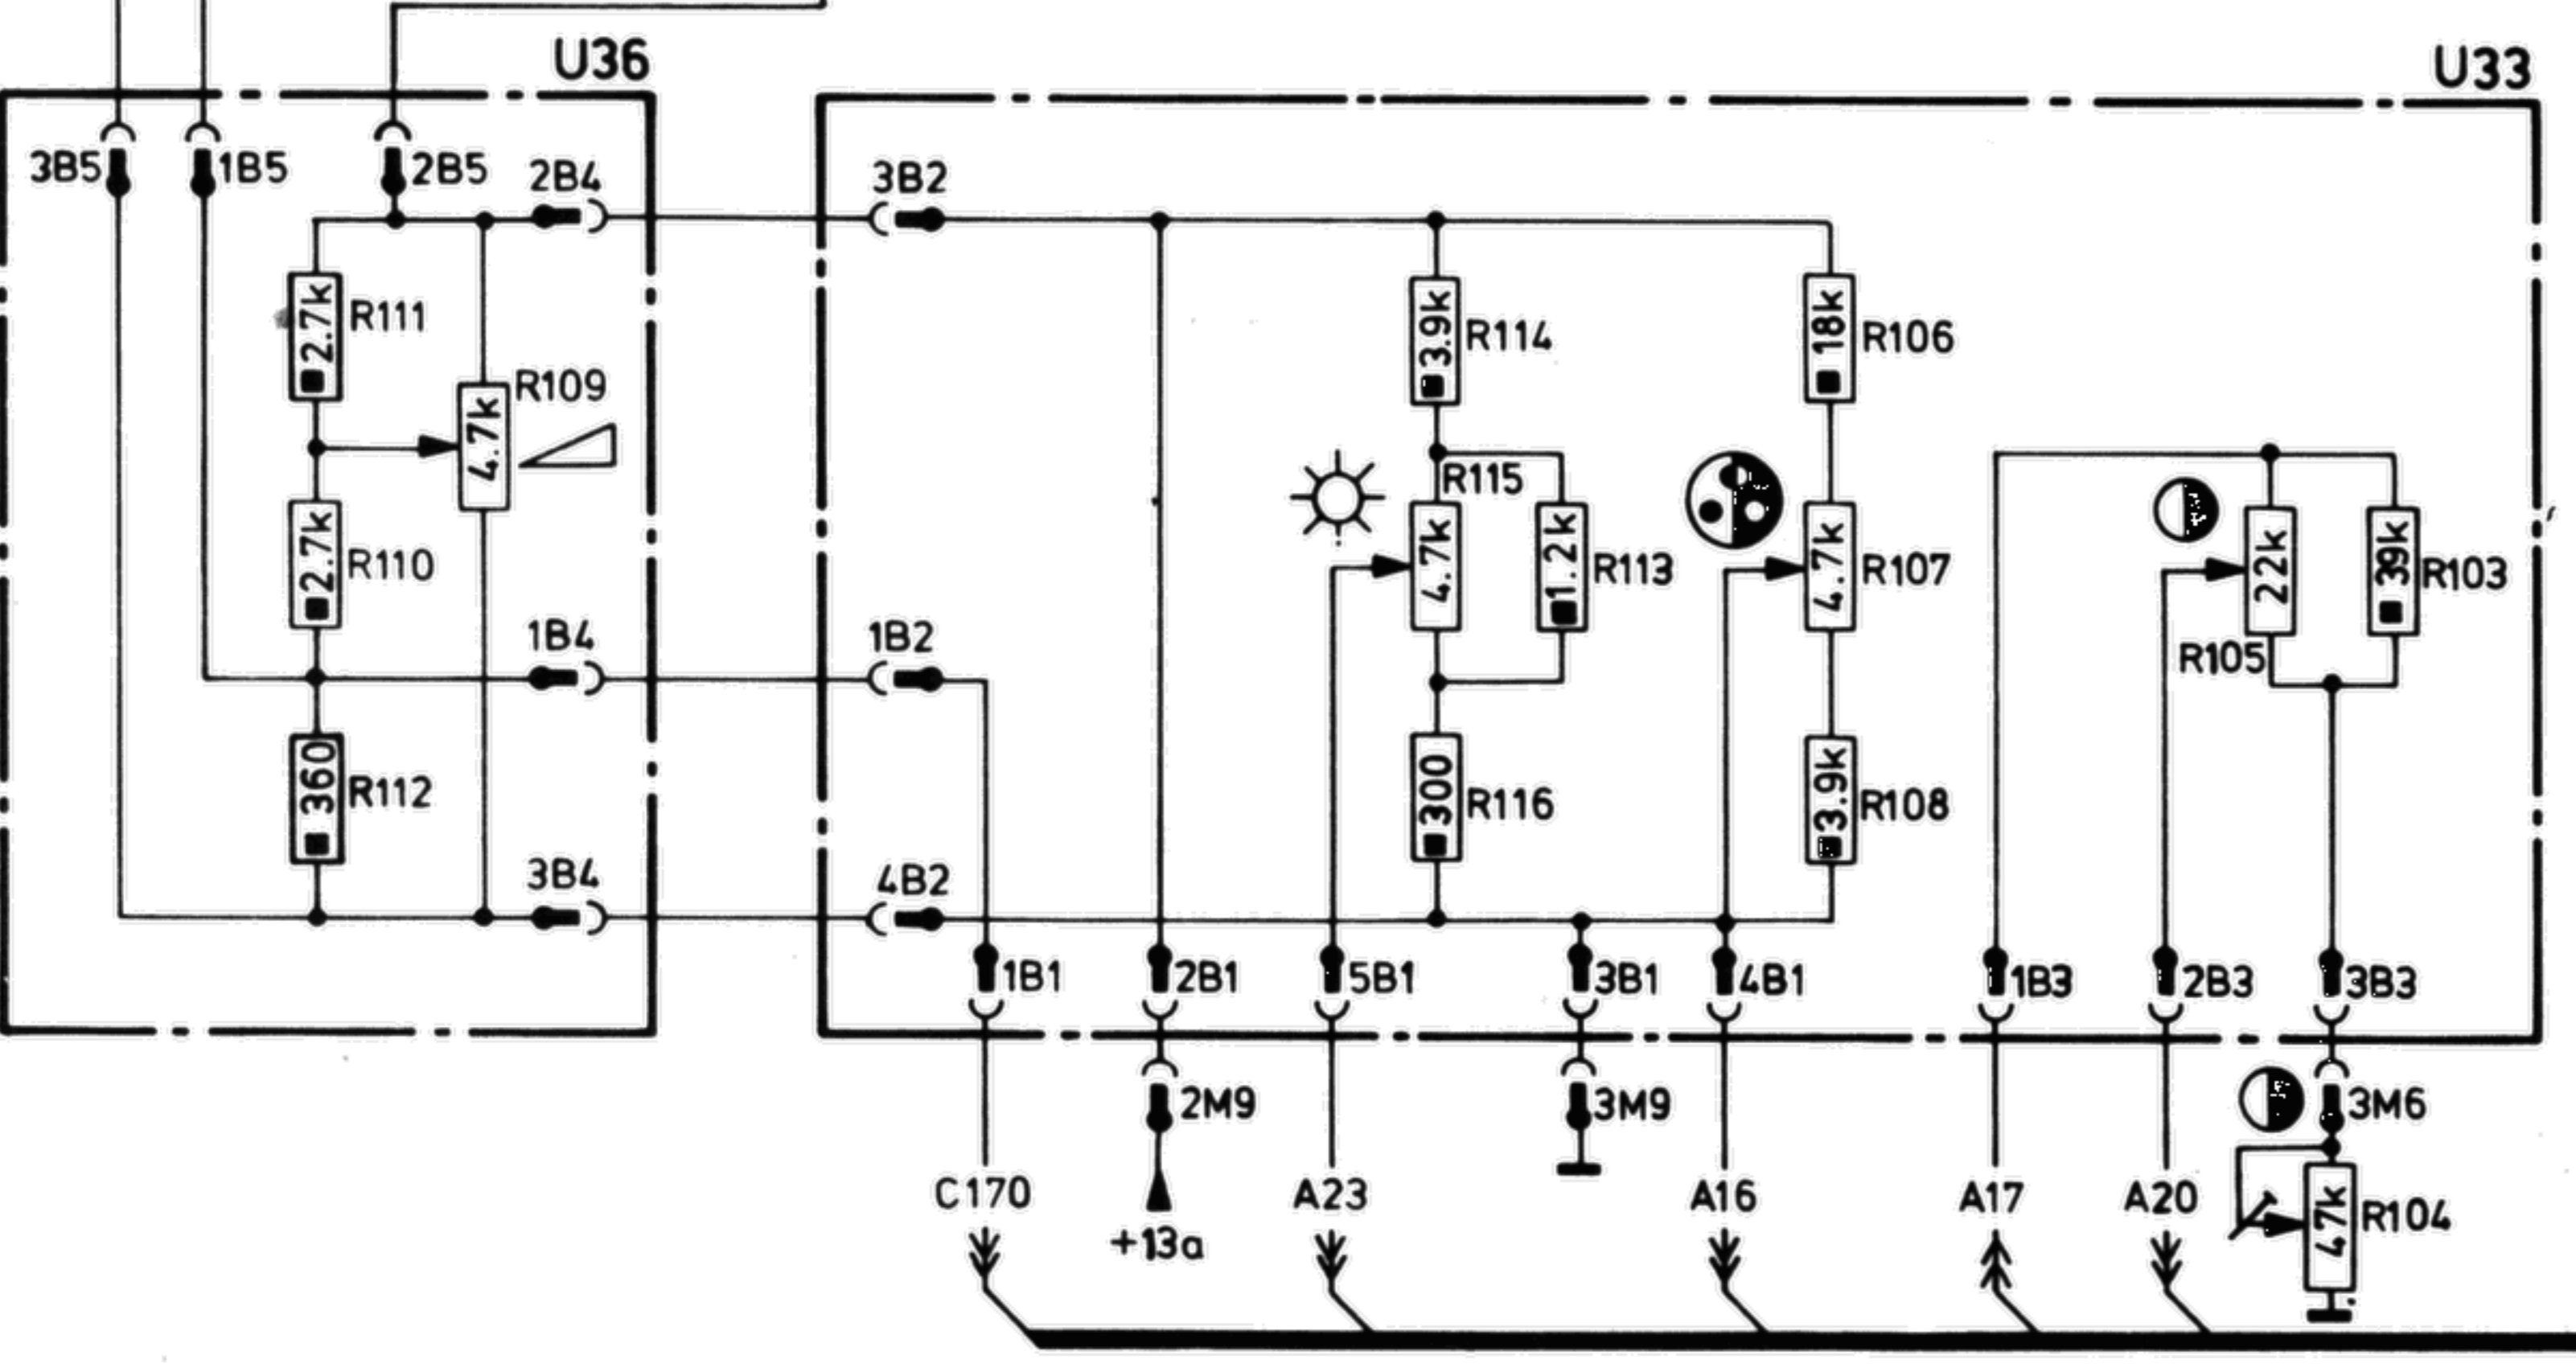 U36
U33
3B5
1B5
2B5
2B4
3B2
2.7k
R111
3.9k
R114
18k
R106
R109
4.7k
R115
2.7k
R110
4.7k
1.2k
R113
4.7k
R107
22k
39k
R103
R105
1B4
1B2
360
R112
300
R116
3.9k
R108
3B4
4B2
1B1
2B1
5B1
3B1
4B1
1B3
2B3
3B3
2M9
3M9
3M6
C170
+13a
A23
A16
A17
A20
47k
R104